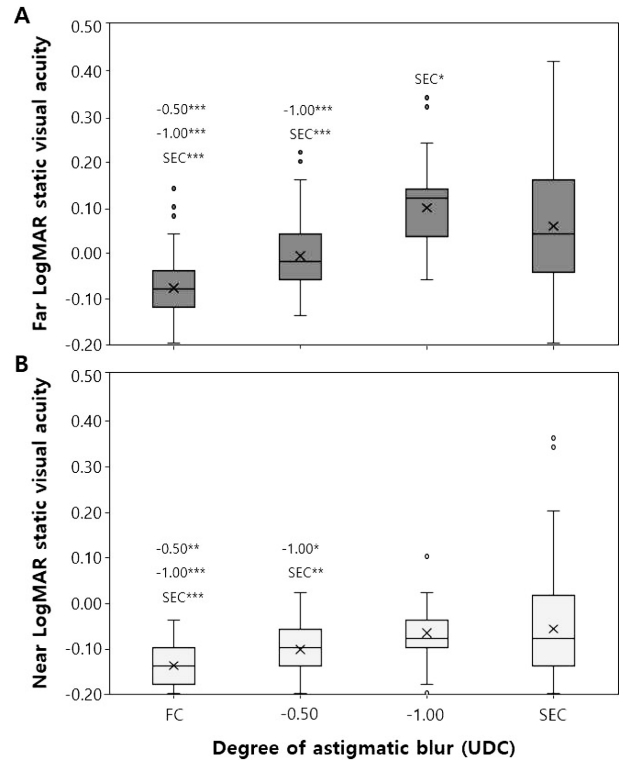 A
Far LogMAR static visual acuity
0.50
0.40
0.30
0.20
0.10
0.00
-0.10
-0.20
-0.50***
-1.00***
SEC***
-1.00***
SEC***
SEC*
B
Near LogMAR static visual acuity
0.50
0.40
0.30
0.20
0.10
0.00
-0.10
-0.20
-0.50**
-1.00***
SEC***
-1.00*
SEC**
FC
-0.50
-1.00
SEC
Degree of astigmatic blur (UDC)